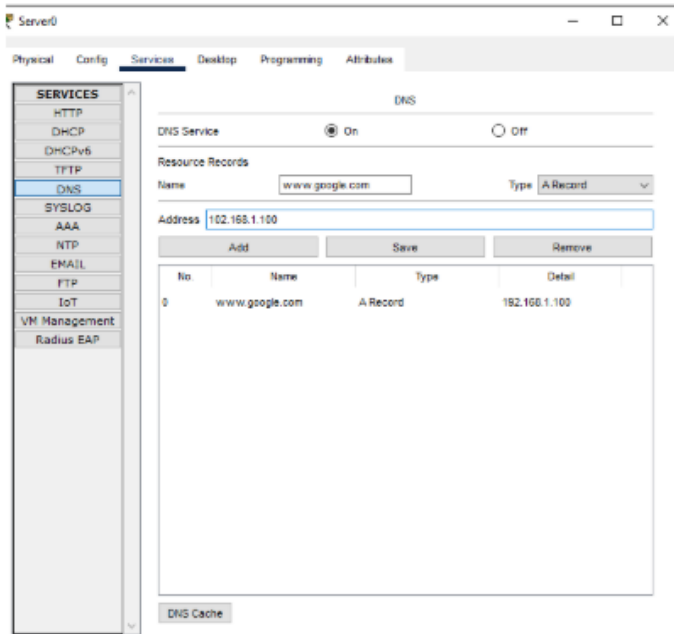 Server0
Physical Config Services Desktop Programming Attributes
SERVICES
HTTP
DHCP
DHCPv6
TFTP
DNS
SYSLOG
AAA
NTP
EMAIL
FTP
IoT
VM Management
Radius EAP
DNS
DNS Service On Off
Resource Records
Name www.google.com Type A Record
Address 192.168.1.100
Add Save Remove
No. Name Type Detail
0 www.google.com A Record 192.168.1.100
DNS Cache